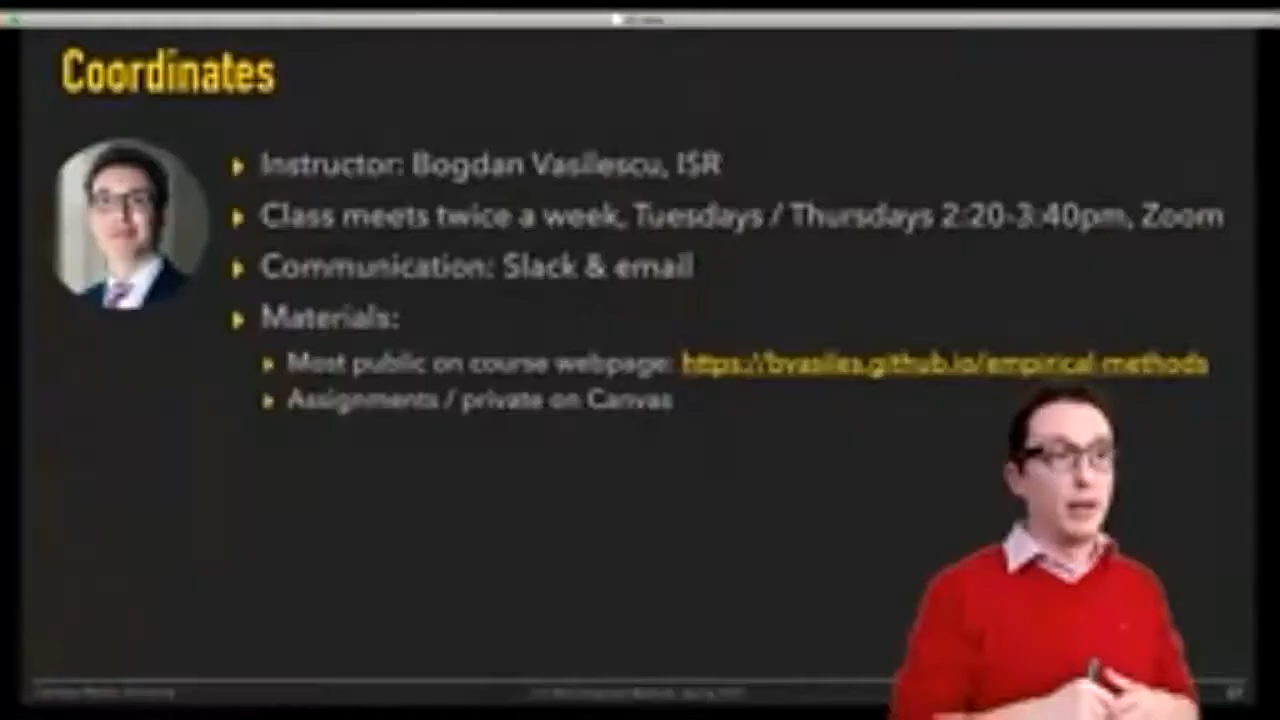 Coordinates
Instructor: Bogdan Vasilescu, ISR
Class meets twice a week, Tuesdays / Thursdays 2:20-3:40pm, Zoom
Communication: Slack & email
Materials:
Most public on course webpage: https://bvasiles.github.io/empirical-methods
Assignments / private on Canvas